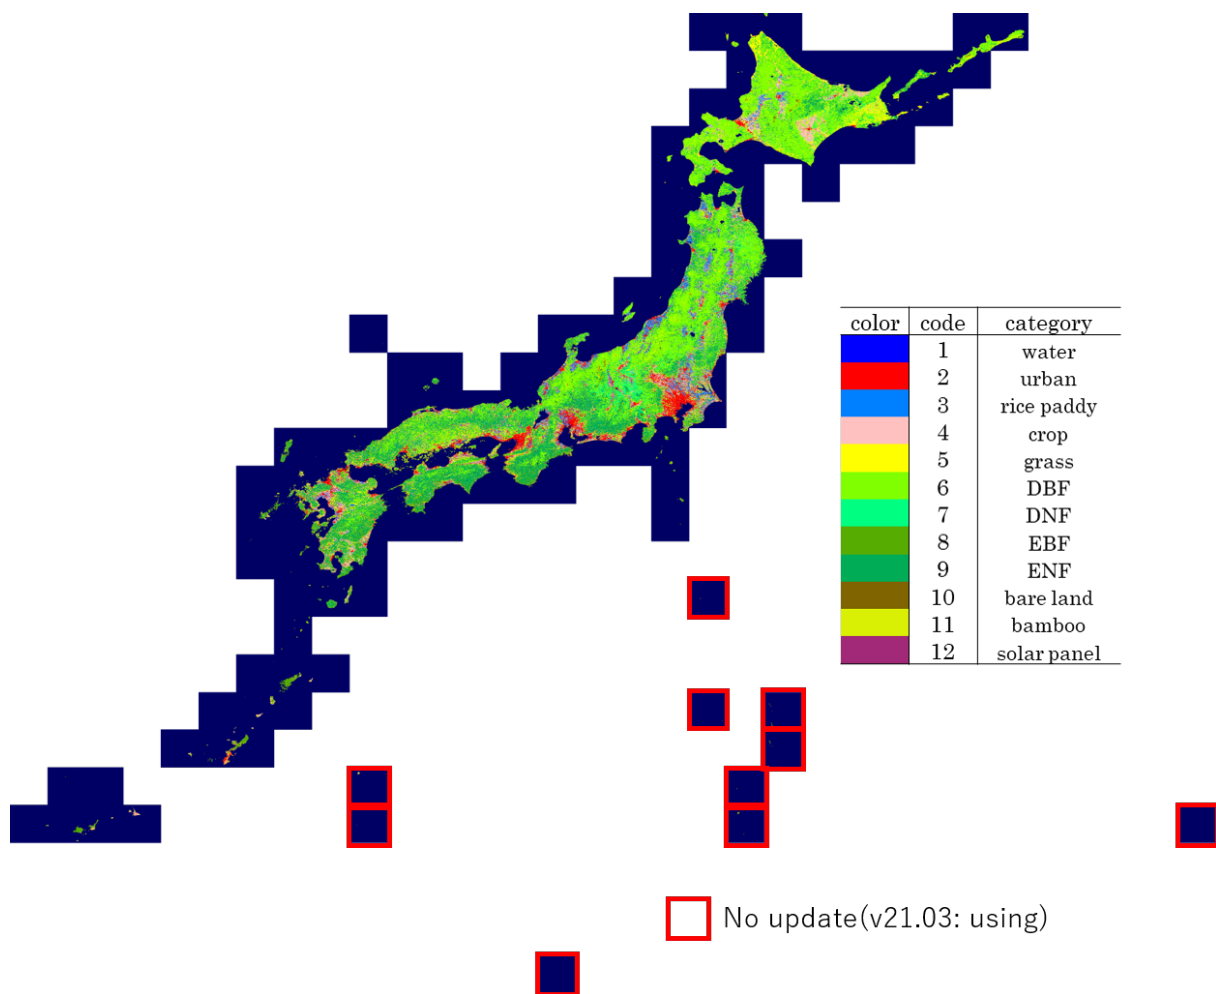 color code category
1 water
2 urban
3 rice paddy
4 crop
5 grass
6 DBF
7 DNF
8 EBF
9 ENF
10 bare land
11 bamboo
12 solar panel
No update(v21.03: using)